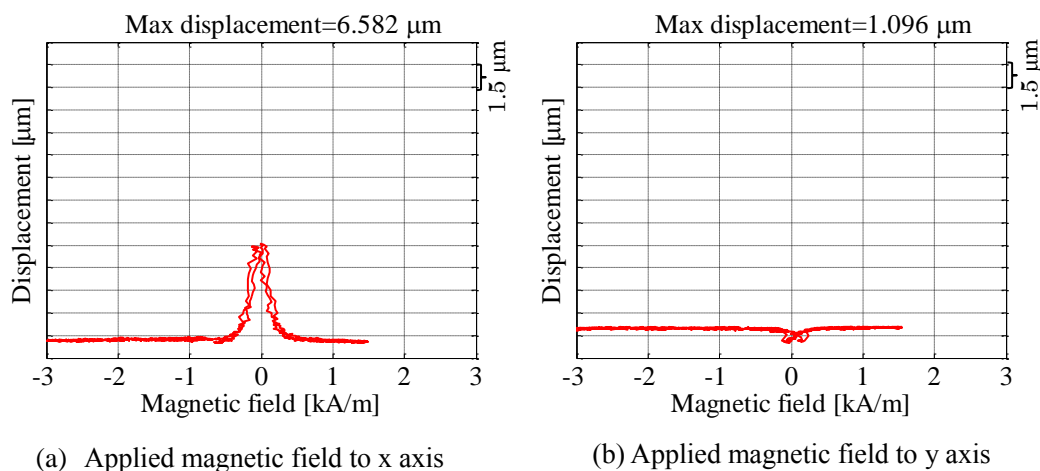 Max displacement=6.582 μm
Displacement [μm]
1.5 μm
-3 -2 -1 0 1 2 3
Magnetic field [kA/m]
(a) Applied magnetic field to x axis
Max displacement=1.096 μm
Displacement [μm]
1.5 μm
-3 -2 -1 0 1 2 3
Magnetic field [kA/m]
(b) Applied magnetic field to y axis